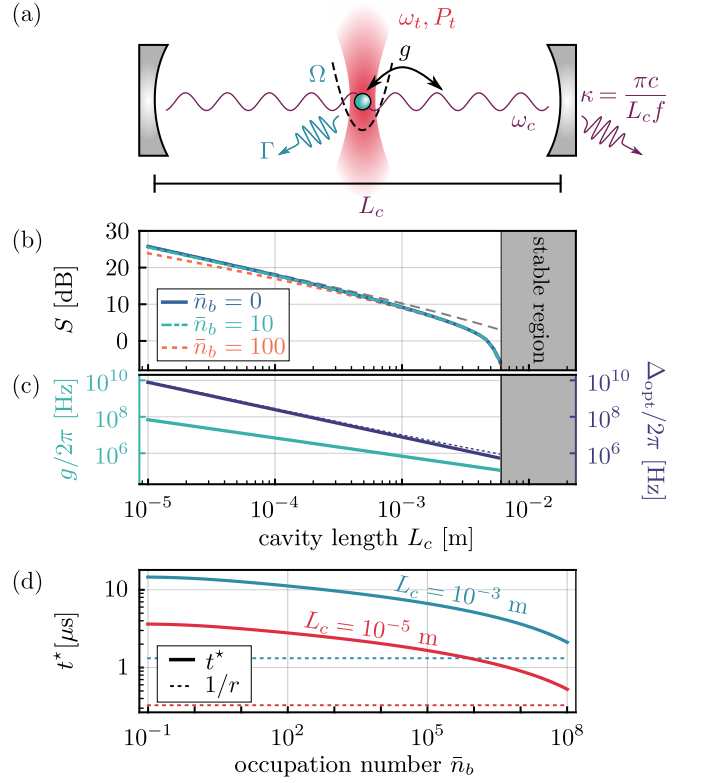 (a)
ω_t, P_t
g
Ω
κ = πc / L_c f
ω_c
Γ
L_c
(b)
30
20
10
0
S [dB]
n̄_b = 0
n̄_b = 10
n̄_b = 100
stable region
(c)
10^10
10^8
10^6
g/2π [Hz]
10^10
10^8
10^6
Δ_opt/2π [Hz]
10^−5
10^−4
10^−3
10^−2
cavity length L_c [m]
(d)
10
1
t* [μs]
L_c = 10^−3 m
L_c = 10^−5 m
t*
1/r
10^−1
10^2
10^5
10^8
occupation number n̄_b